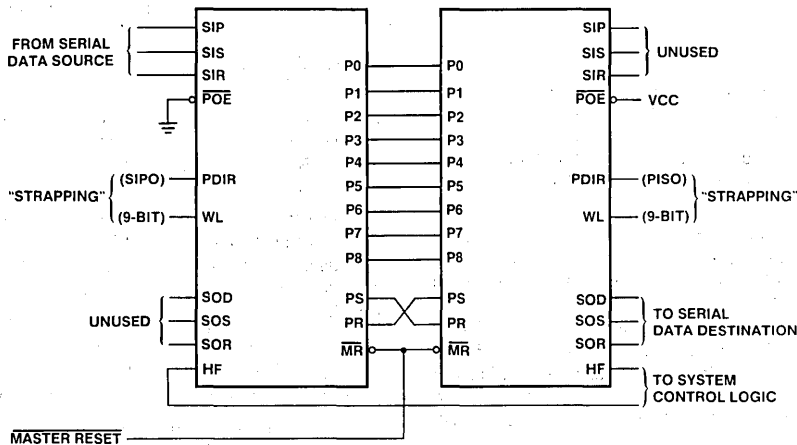 FROM SERIAL
DATA SOURCE
SIP
SIS
SIR
POE
"STRAPPING"
(SIPO)
PDIR
(9-BIT)
WL
UNUSED
SOD
SOS
SOR
HF
MASTER RESET
P0
P1
P2
P3
P4
P5
P6
P7
P8
PS
PR
MR
P0
P1
P2
P3
P4
P5
P6
P7
P8
PS
PR
MR
SIP
SIS
SIR
UNUSED
POE
VCC
PDIR
(PISO)
"STRAPPING"
WL
(9-BIT)
SOD
SOS
SOR
TO SERIAL
DATA DESTINATION
HF
TO SYSTEM
CONTROL LOGIC